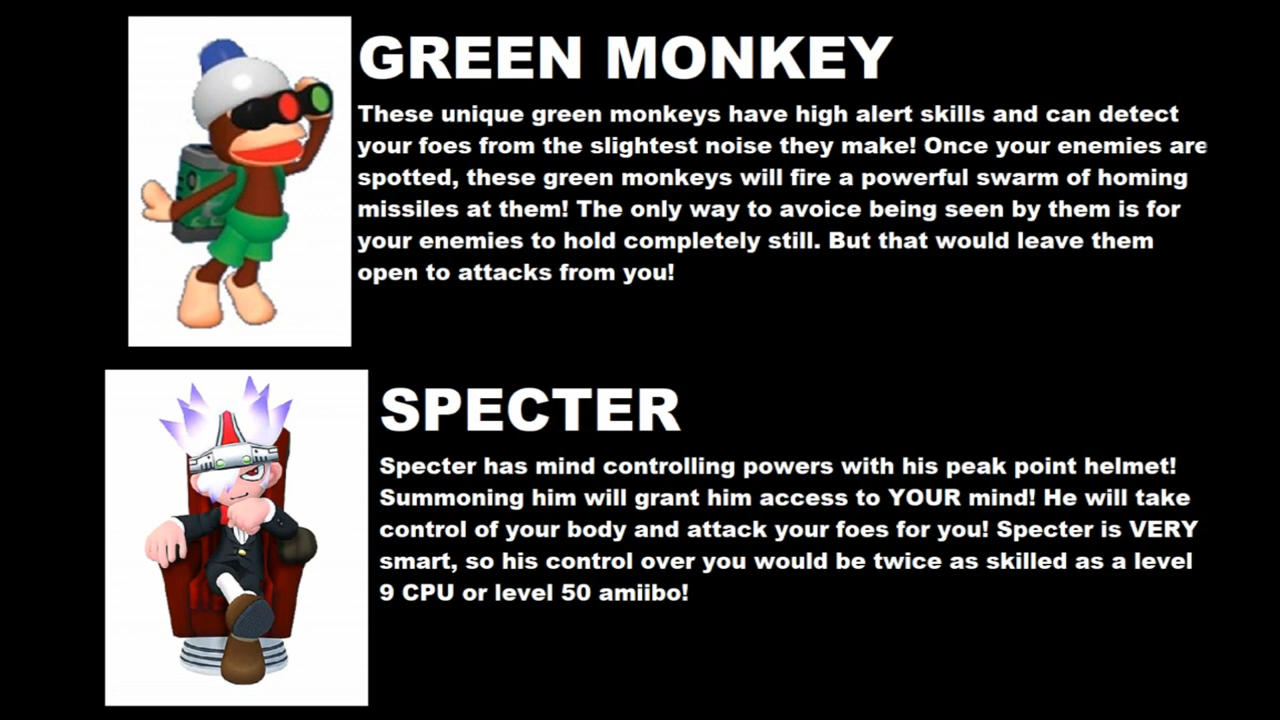 GREEN MONKEY
These unique green monkeys have high alert skills and can detect
your foes from the slightest noise they make! Once your enemies are
spotted, these green monkeys will fire a powerful swarm of homing
missiles at them! The only way to avoice being seen by them is for
your enemies to hold completely still. But that would leave them
open to attacks from you!
SPECTER
Specter has mind controlling powers with his peak point helmet!
Summoning him will grant him access to YOUR mind! He will take
control of your body and attack your foes for you! Specter is VERY
smart, so his control over you would be twice as skilled as a level
9 CPU or level 50 amiibo!